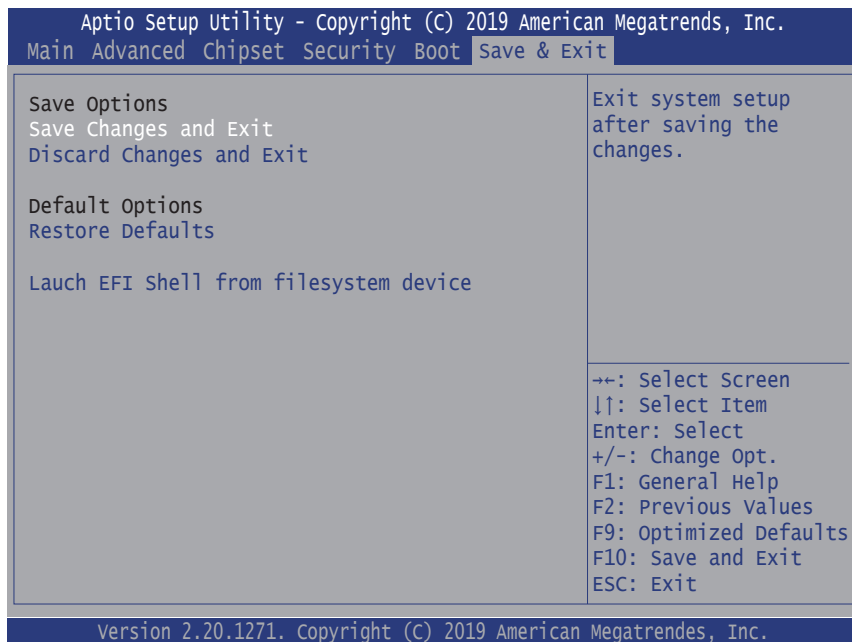 Aptio Setup Utility - Copyright (C) 2019 American Megatrends, Inc.
Main Advanced Chipset Security Boot Save & Exit
Save Options
Save Changes and Exit
Discard Changes and Exit
Default Options
Restore Defaults
Lauch EFI Shell from filesystem device
Exit system setup
after saving the
changes.
→←: Select Screen
↓↑: Select Item
Enter: Select
+/-: Change Opt.
F1: General Help
F2: Previous Values
F9: Optimized Defaults
F10: Save and Exit
ESC: Exit
Version 2.20.1271. Copyright (C) 2019 American Megatrendes, Inc.